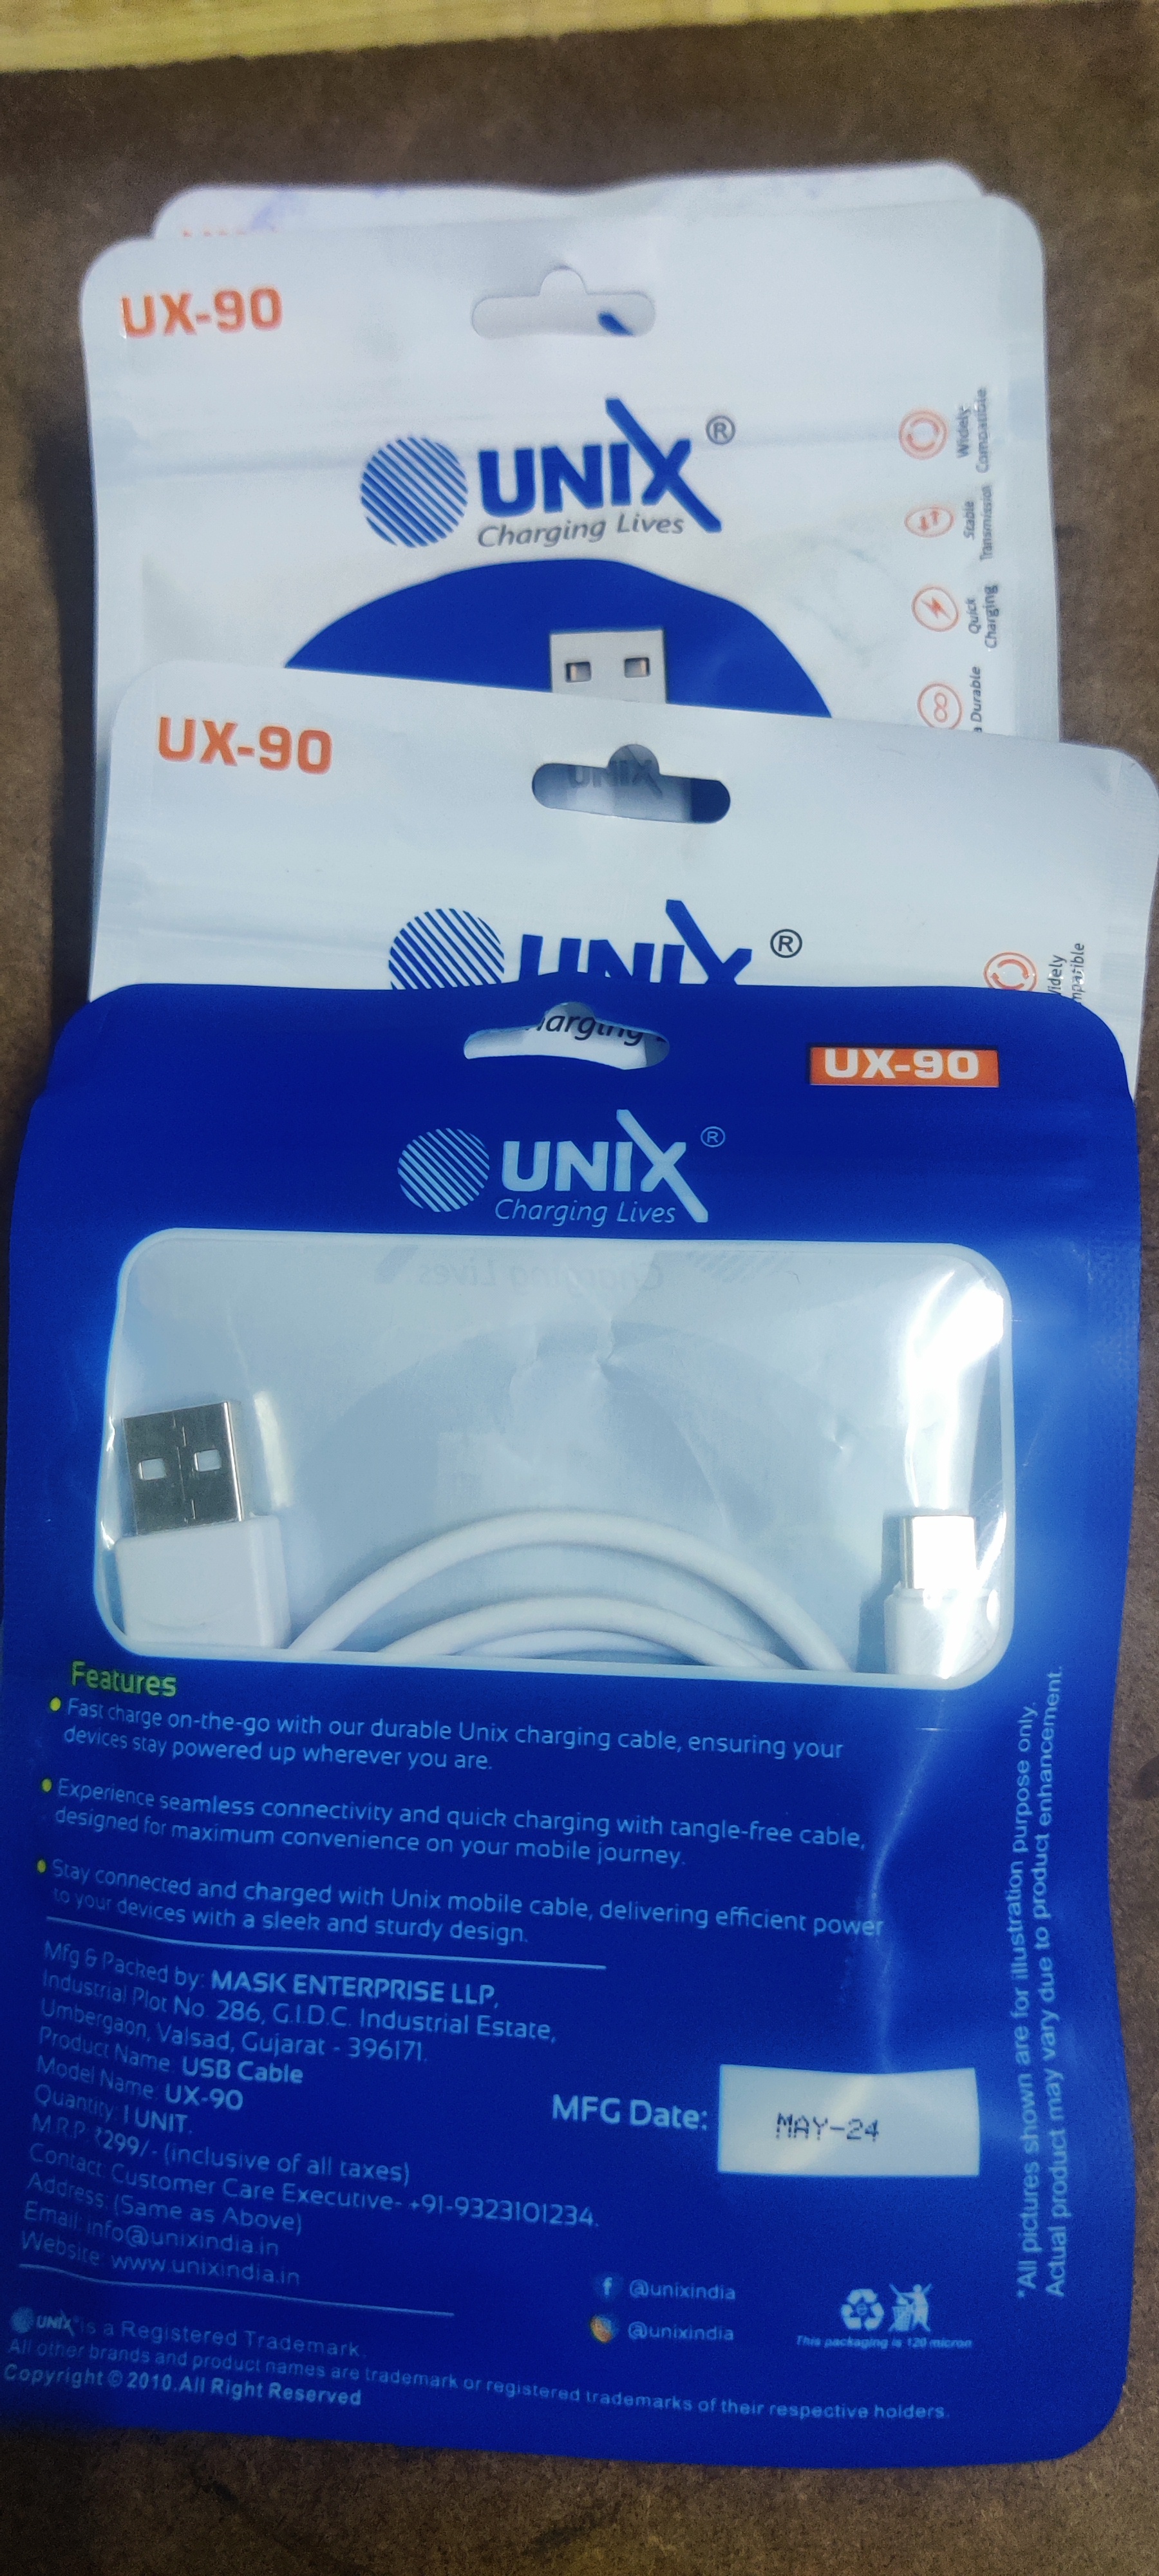 UX-90
UNIX®
Charging Lives
Widely
Compatible
Stable
Transmission
Quick
Charging
Durable
UX-90
UNIX
UNIX®
UX-90
UNIX®
Charging Lives
Charging Lives
Features
Fast charge on-the-go with our durable Unix charging cable, ensuring your
devices stay powered up wherever you are.
Experience seamless connectivity and quick charging with tangle-free cable,
designed for maximum convenience on your mobile journey.
Stay connected and charged with Unix mobile cable, delivering efficient power
to your devices with a sleek and sturdy design.
Mfg & Packed by: MASK ENTERPRISE LLP,
Industrial Plot No. 286, G.I.D.C. Industrial Estate,
Umbergaon, Valsad, Gujarat - 396171.
Product Name: USB Cable
Model Name: UX-90
Quantity: 1 UNIT.
M.R.P. ₹299/- (inclusive of all taxes)
Contact: Customer Care Executive- +91-9323101234.
Address: (Same as Above)
Email: info@unixindia.in
Website: www.unixindia.in
MFG Date: MAY-24
@unixindia
@unixindia
This packaging is 120 micron
UNIX® is a Registered Trademark.
All other brands and product names are trademark or registered trademarks of their respective holders.
Copyright © 2010.All Right Reserved
*All pictures shown are for illustration purpose only.
Actual product may vary due to product enhancement.